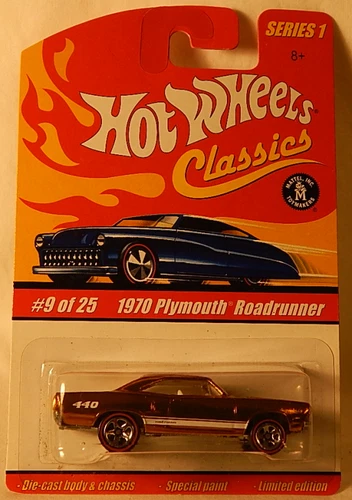 SERIES 1
8+
HOT WHEELS
Classics
MATTEL, INC.
M
TOYMAKERS
#9 of 25 1970 Plymouth® Roadrunner
440
· Die-cast body & chassis · Special paint · Limited edition